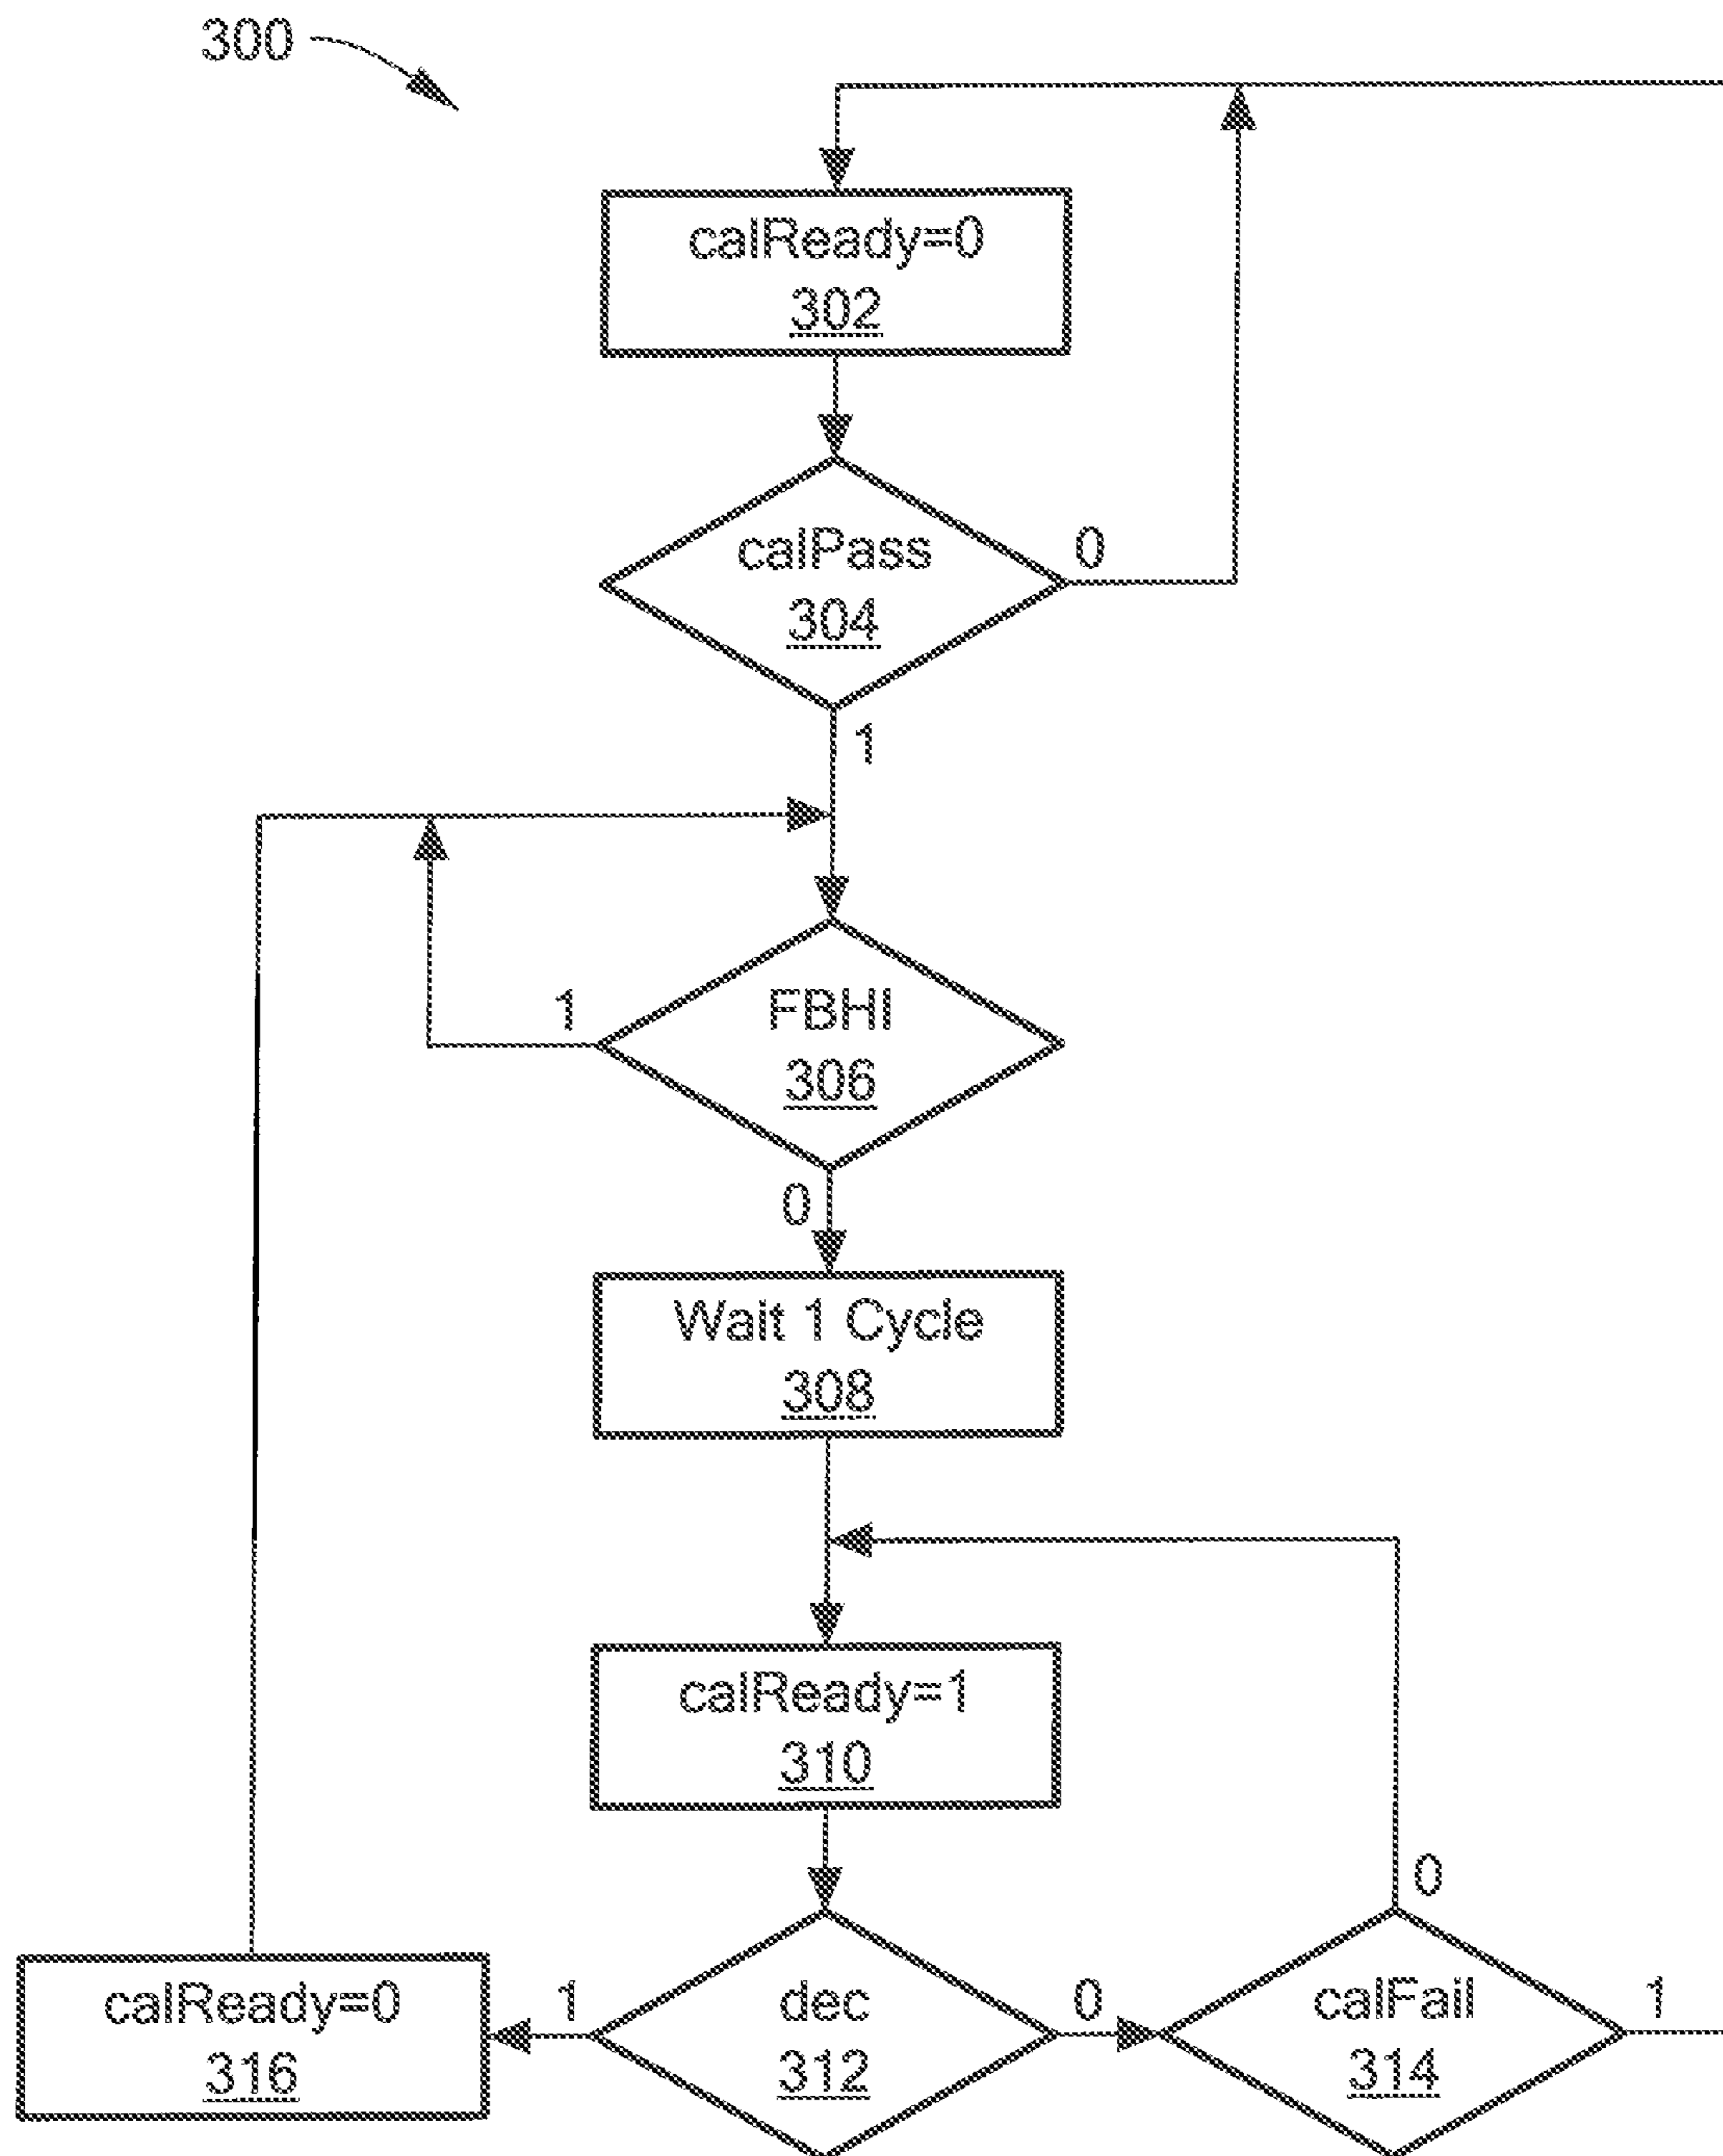 300
calReady=0
302
calPass
304
0
1
FBHI
306
1
0
Wait 1 Cycle
308
calReady=1
310
dec
312
1
0
calFail
314
0
1
calReady=0
316